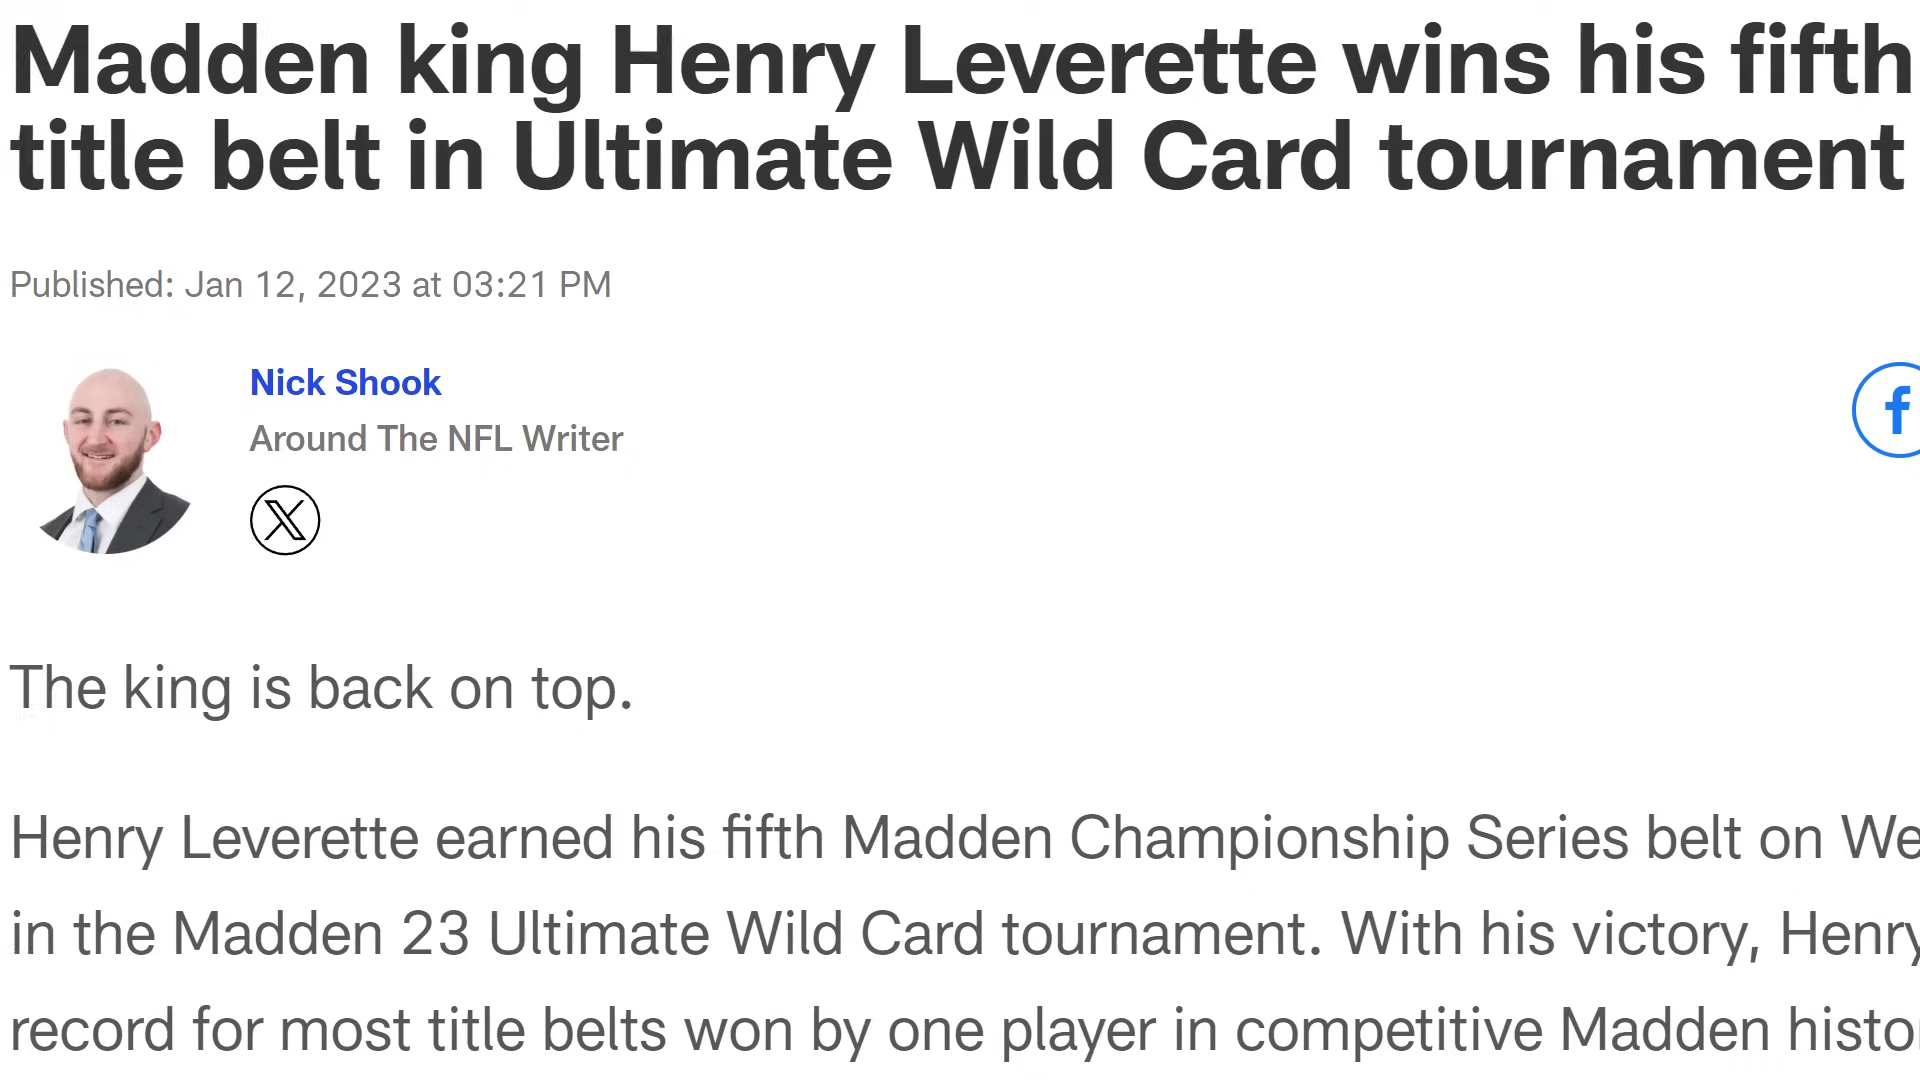 Madden king Henry Leverette wins his fifth
title belt in Ultimate Wild Card tournament
Published: Jan 12, 2023 at 03:21 PM
Nick Shook
Around The NFL Writer
The king is back on top.
Henry Leverette earned his fifth Madden Championship Series belt on We
in the Madden 23 Ultimate Wild Card tournament. With his victory, Henry
record for most title belts won by one player in competitive Madden histo